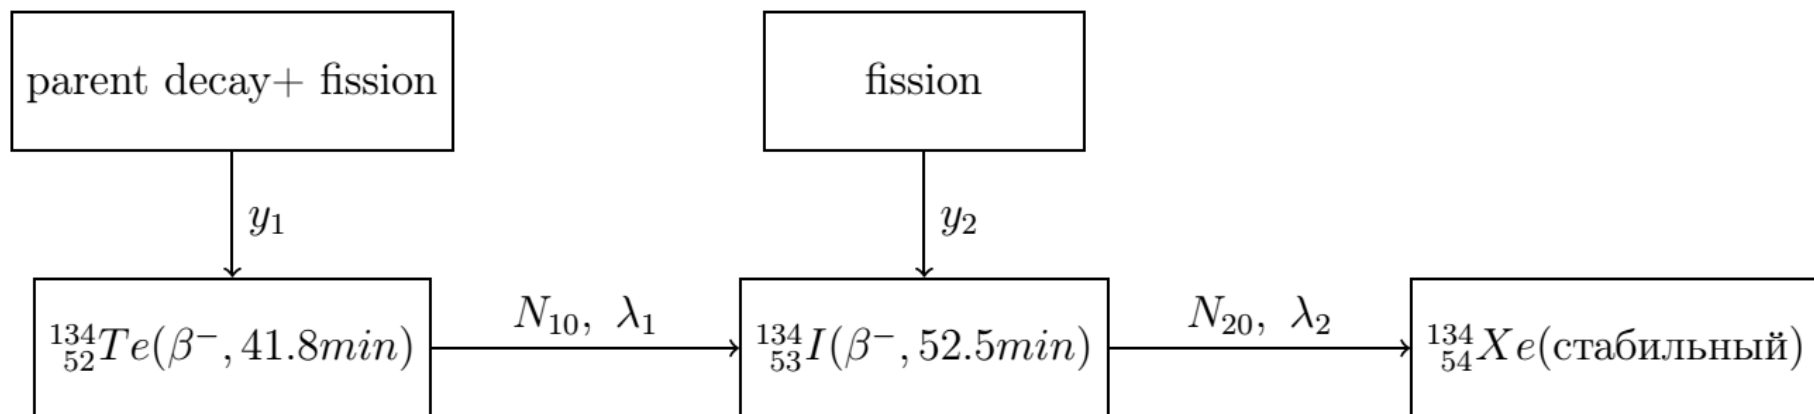 parent decay+ fission
fission
y₁
y₂
¹³⁴₅₂Te(β⁻, 41.8min)
N₁₀, λ₁
¹³⁴₅₃I(β⁻, 52.5min)
N₂₀, λ₂
¹³⁴₅₄Xe(стабильный)